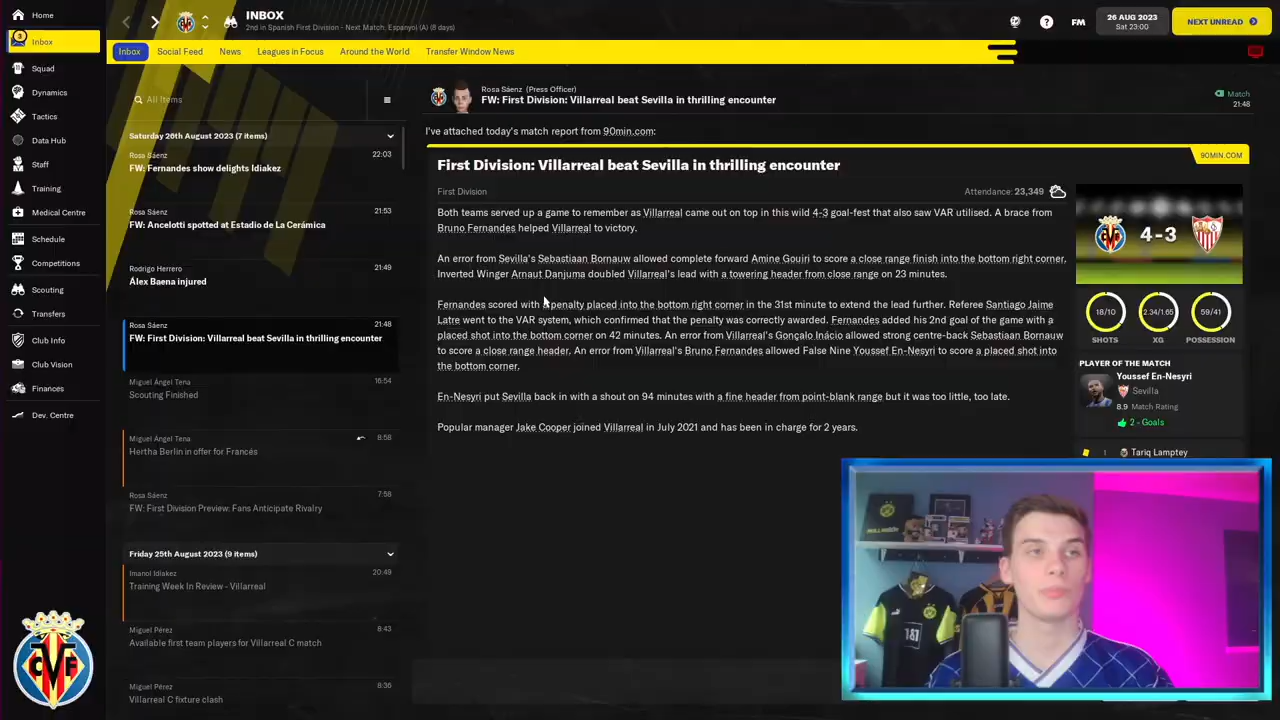 Home
INBOX
2nd in Spanish First Division - Next Match: Espanyol (A) (8 days)
FM
26 AUG 2023
Sat 23:00
NEXT UNREAD
3
Inbox
Squad
Dynamics
Tactics
Data Hub
Staff
Training
Medical Centre
Schedule
Competitions
Scouting
Transfers
Club Info
Club Vision
Finances
Dev. Centre
Inbox
Social Feed
News
Leagues in Focus
Around the World
Transfer Window News
All Items
Saturday 26th August 2023 (7 items)
Rosa Sáenz
22:03
FW: Fernandes show delights Idiakez
Rosa Sáenz
21:53
FW: Ancelotti spotted at Estadio de La Cerámica
Rodrigo Herrero
21:49
Álex Baena injured
Rosa Sáenz
21:48
FW: First Division: Villarreal beat Sevilla in thrilling encounter
Miguel Ángel Tena
16:54
Scouting Finished
Miguel Ángel Tena
8:58
Hertha Berlin in offer for Francés
Rosa Sáenz
7:58
FW: First Division Preview: Fans Anticipate Rivalry
Friday 25th August 2023 (9 items)
Imanol Idiakez
20:49
Training Week In Review - Villarreal
Miguel Pérez
8:43
Available first team players for Villarreal C match
Miguel Pérez
8:36
Villarreal C fixture clash
Rosa Sáenz (Press Officer)
FW: First Division: Villarreal beat Sevilla in thrilling encounter
Match
21:48
I've attached today's match report from 90min.com:
First Division: Villarreal beat Sevilla in thrilling encounter
90MIN.COM
First Division
Attendance: 23,349
Both teams served up a game to remember as Villarreal came out on top in this wild 4-3 goal-fest that also saw VAR utilised. A brace from
Bruno Fernandes helped Villarreal to victory.
An error from Sevilla's Sebastiaan Bornauw allowed complete forward Amine Gouiri to score a close range finish into the bottom right corner.
Inverted Winger Arnaut Danjuma doubled Villarreal's lead with a towering header from close range on 23 minutes.
Fernandes scored with a penalty placed into the bottom right corner in the 31st minute to extend the lead further. Referee Santiago Jaime
Latre went to the VAR system, which confirmed that the penalty was correctly awarded. Fernandes added his 2nd goal of the game with a
placed shot into the bottom corner on 42 minutes. An error from Villarreal's Gonçalo Inácio allowed strong centre-back Sebastiaan Bornauw
to score a close range header. An error from Villarreal's Bruno Fernandes allowed False Nine Youssef En-Nesyri to score a placed shot into
the bottom corner.
En-Nesyri put Sevilla back in with a shout on 94 minutes with a fine header from point-blank range but it was too little, too late.
Popular manager Jake Cooper joined Villarreal in July 2021 and has been in charge for 2 years.
4-3
18/10
2.34/1.65
59/41
SHOTS
XG
POSSESSION
PLAYER OF THE MATCH
Youssef En-Nesyri
Sevilla
8.9 Match Rating
2 - Goals
1
Tariq Lamptey